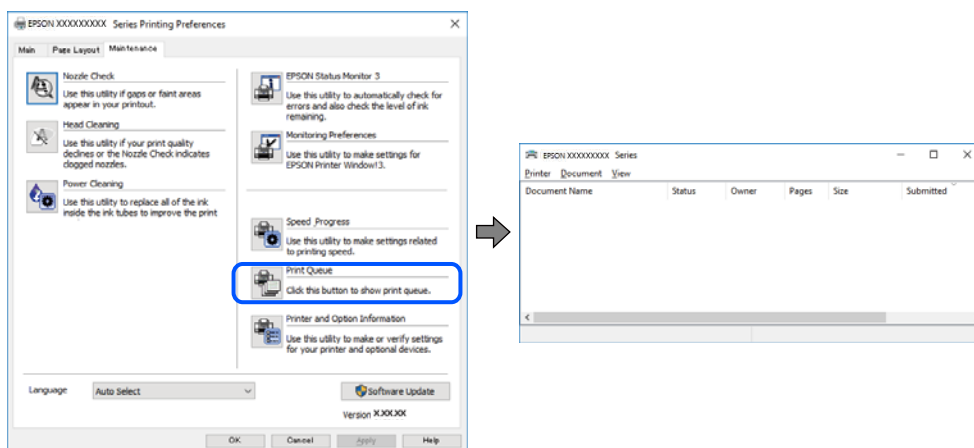 EPSON XXXXXXXXX Series Printing Preferences
Main Page Layout Maintenance
Nozzle Check
Use this utility if gaps or faint areas
appear in your printout.
Head Cleaning
Use this utility if your print quality
declines or the Nozzle Check indicates
clogged nozzles.
Power Cleaning
Use this utility to replace all of the ink
inside the ink tubes to improve the print
EPSON Status Monitor 3
Use this utility to automatically check for
errors and also check the level of ink
remaining.
Monitoring Preferences
Use this utility to make settings for
EPSON Printer Window!3.
Speed Progress
Use this utility to make settings related
to printing speed.
Print Queue
Click this button to show print queue.
Printer and Option Information
Use this utility to make or verify settings
for your printer and optional devices.
Language Auto Select
Software Update
Version X.XX.XX
OK Cancel Apply Help
EPSON XXXXXXXXX Series
Printer Document View
Document Name Status Owner Pages Size Submitted